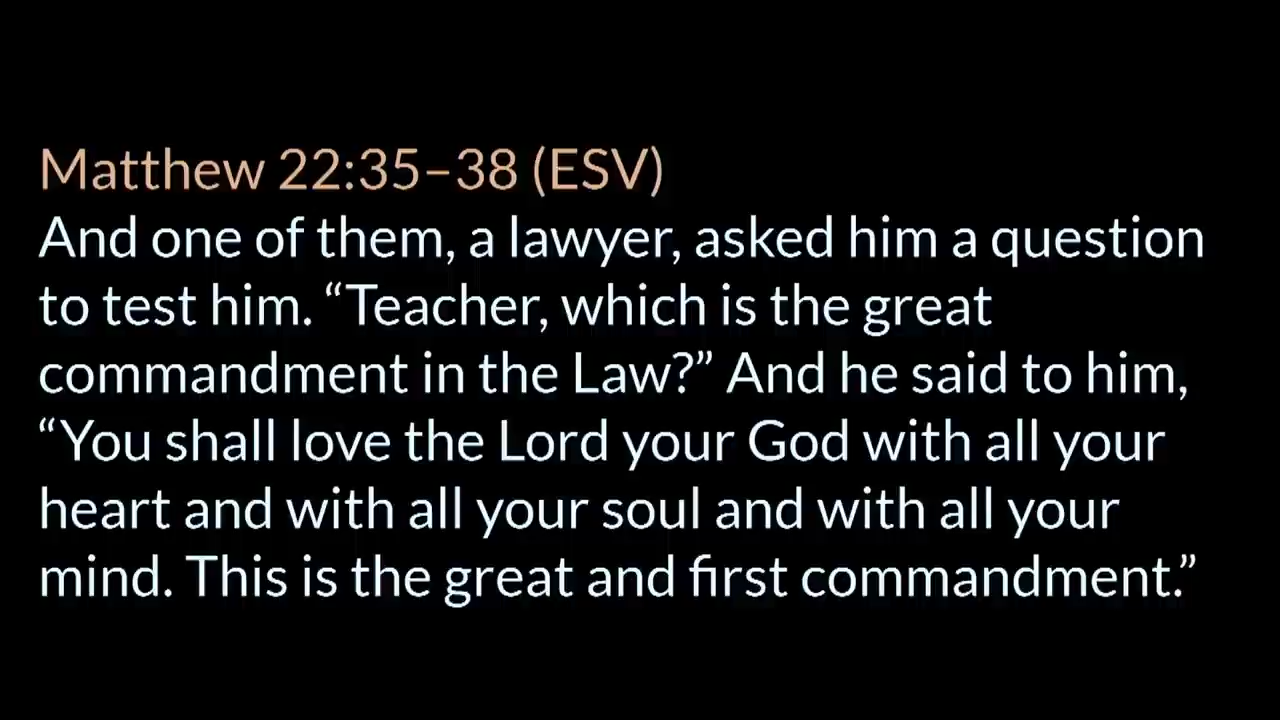 Matthew 22:35–38 (ESV)
And one of them, a lawyer, asked him a question
to test him. “Teacher, which is the great
commandment in the Law?” And he said to him,
“You shall love the Lord your God with all your
heart and with all your soul and with all your
mind. This is the great and first commandment.”